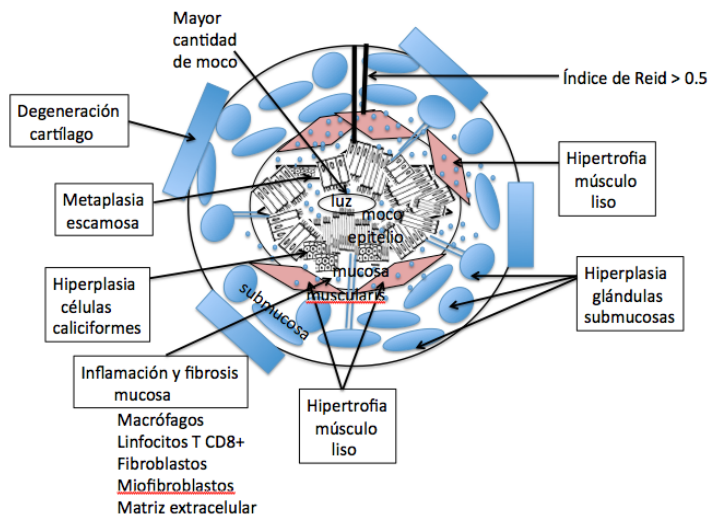 Mayor
cantidad
de moco
Índice de Reid > 0.5
Degeneración
cartílago
Hipertrofia
músculo
liso
Metaplasia
escamosa
luz
moco
epitelio
mucosa
muscularis
submucosa
Hiperplasia
células
caliciformes
Hiperplasia
glándulas
submucosas
Inflamación y fibrosis
mucosa
Hipertrofia
músculo
liso
Macrófagos
Linfocitos T CD8+
Fibroblastos
Miofibroblastos
Matriz extracelular